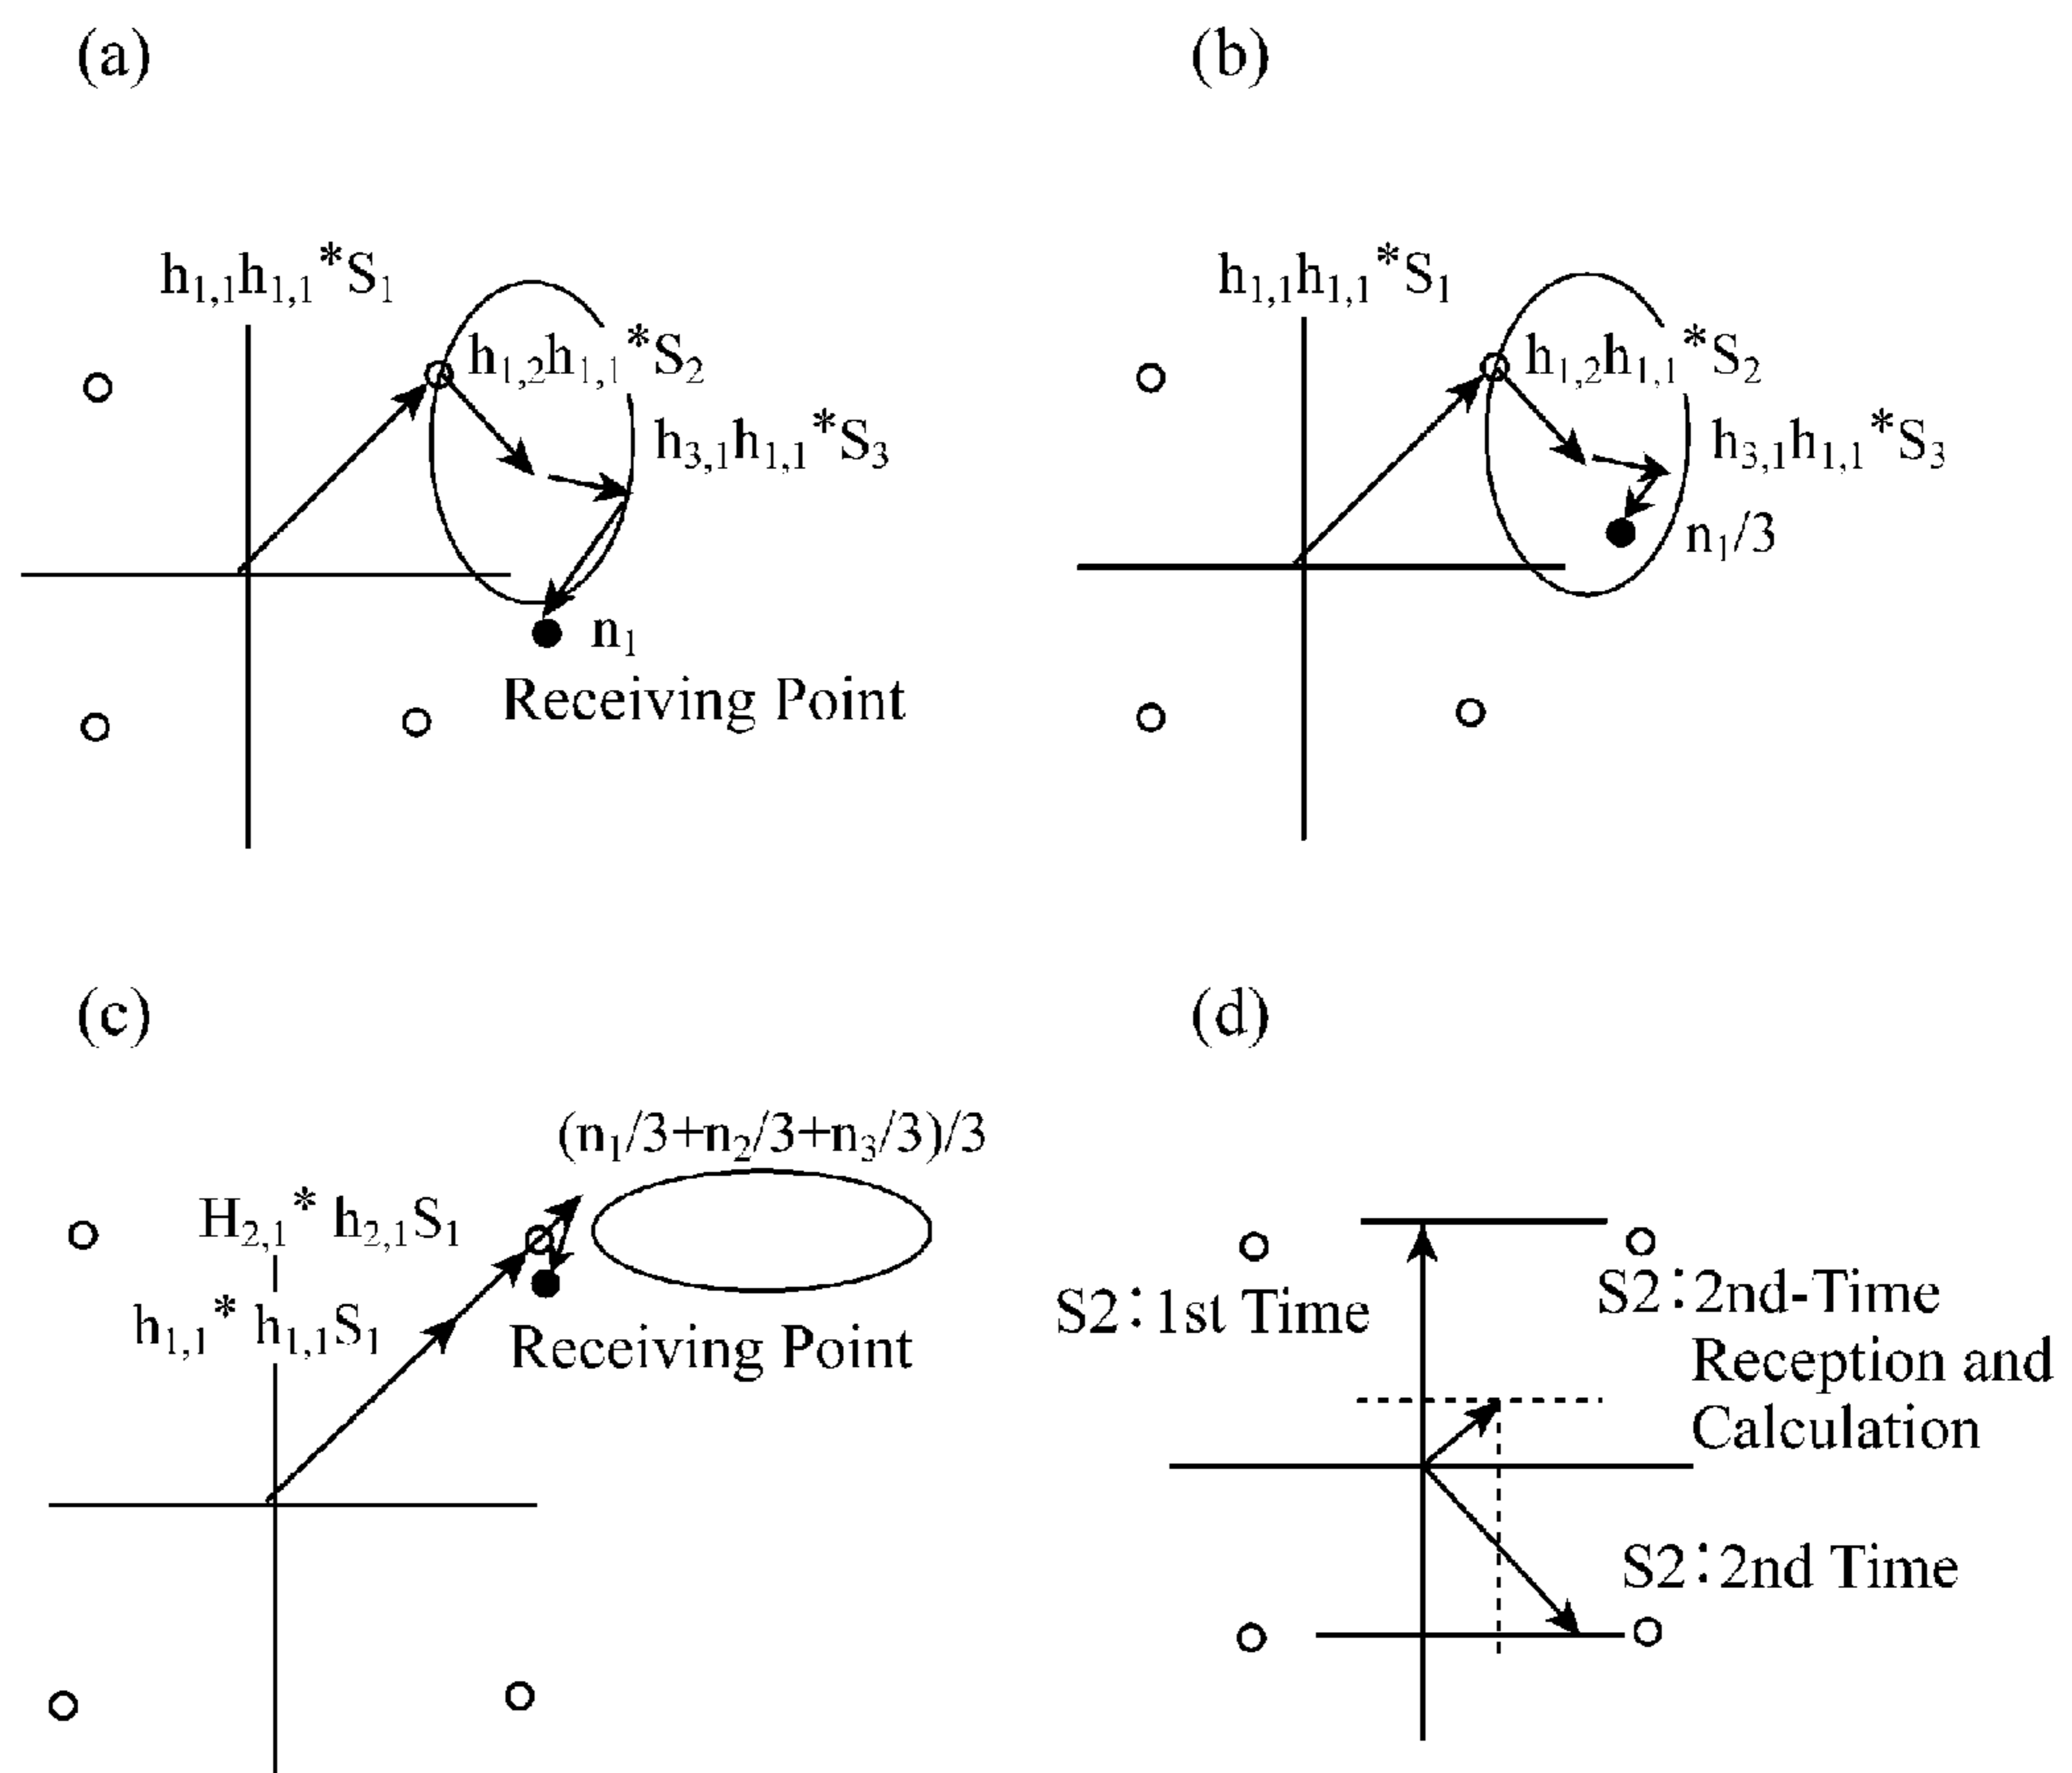 (a)
h₁,₁h₁,₁*S₁
h₁,₂h₁,₁*S₂
h₃,₁h₁,₁*S₃
n₁
Receiving Point
(b)
h₁,₁h₁,₁*S₁
h₁,₂h₁,₁*S₂
h₃,₁h₁,₁*S₃
n₁/3
(c)
(n₁/3+n₂/3+n₃/3)/3
H₂,₁* h₂,₁S₁
h₁,₁* h₁,₁S₁
Receiving Point
(d)
S2:1st Time
S2:2nd-Time
Reception and
Calculation
S2:2nd Time